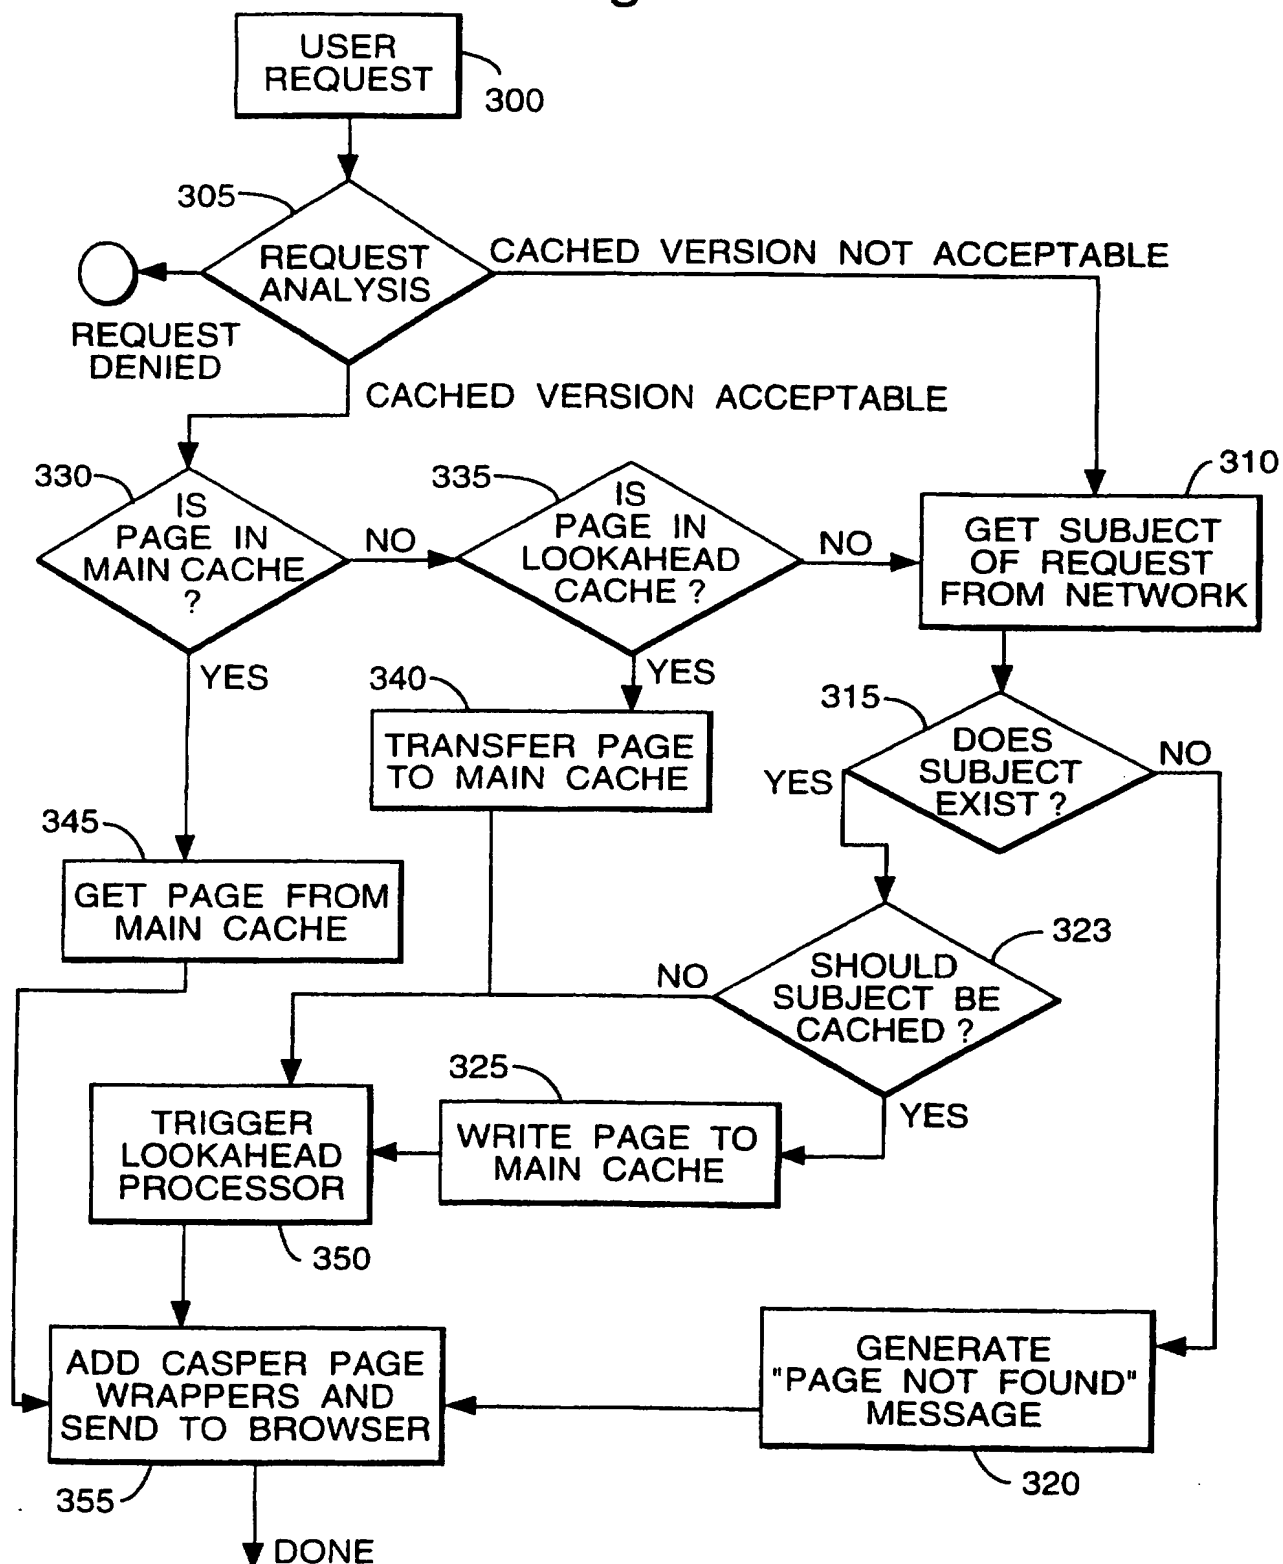 USER
REQUEST
300
305
REQUEST
ANALYSIS
CACHED VERSION NOT ACCEPTABLE
REQUEST
DENIED
CACHED VERSION ACCEPTABLE
330
IS
PAGE IN
MAIN CACHE
?
NO
335
IS
PAGE IN
LOOKAHEAD
CACHE ?
NO
310
GET SUBJECT
OF REQUEST
FROM NETWORK
YES
YES
340
TRANSFER PAGE
TO MAIN CACHE
315
DOES
SUBJECT
EXIST ?
YES
NO
345
GET PAGE FROM
MAIN CACHE
323
SHOULD
SUBJECT BE
CACHED ?
NO
YES
325
WRITE PAGE TO
MAIN CACHE
TRIGGER
LOOKAHEAD
PROCESSOR
350
ADD CASPER PAGE
WRAPPERS AND
SEND TO BROWSER
355
GENERATE
"PAGE NOT FOUND"
MESSAGE
320
DONE